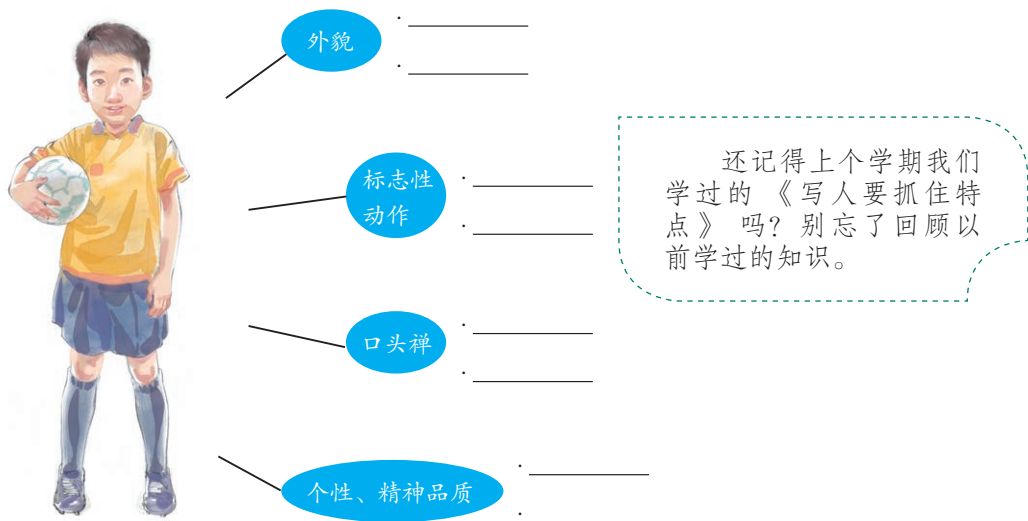 外貌
标志性
动作
口头禅
个性、精神品质
还记得上个学期我们
学过的《写人要抓住特
点》 吗？别忘了回顾以
前学过的知识。